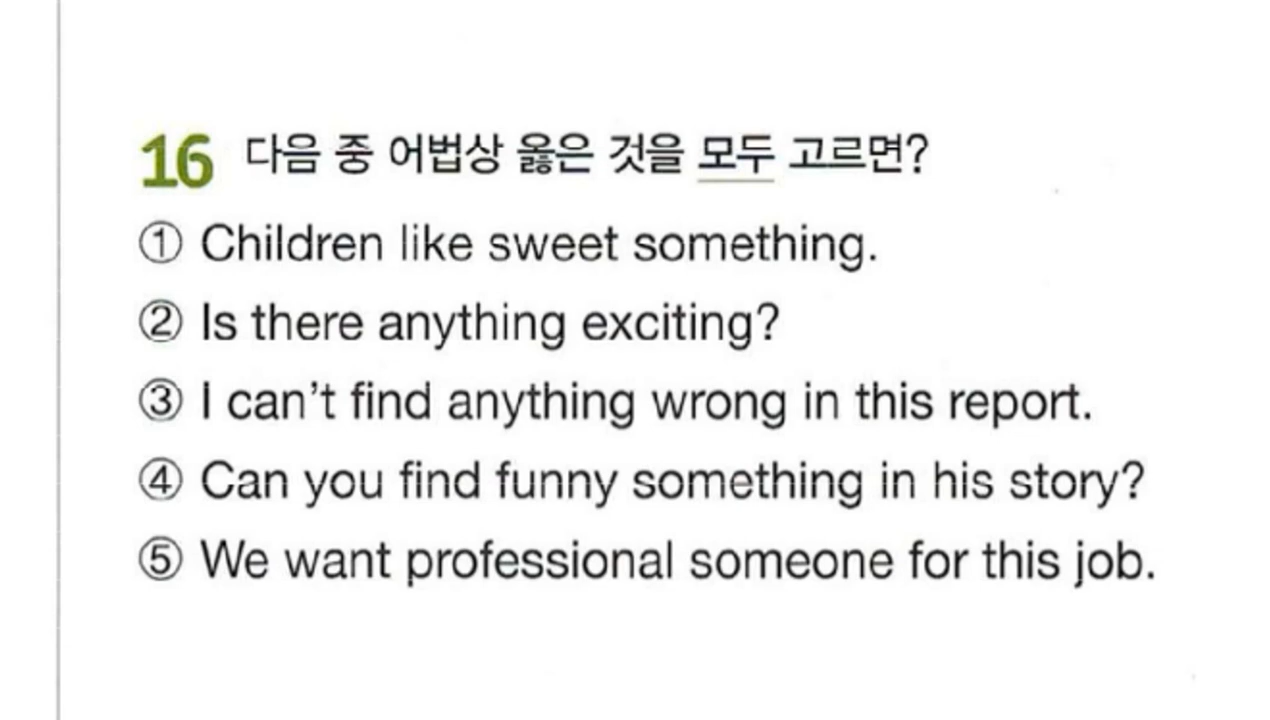 16 다음 중 어법상 옳은 것을 모두 고르면?
① Children like sweet something.
② Is there anything exciting?
③ I can't find anything wrong in this report.
④ Can you find funny something in his story?
⑤ We want professional someone for this job.